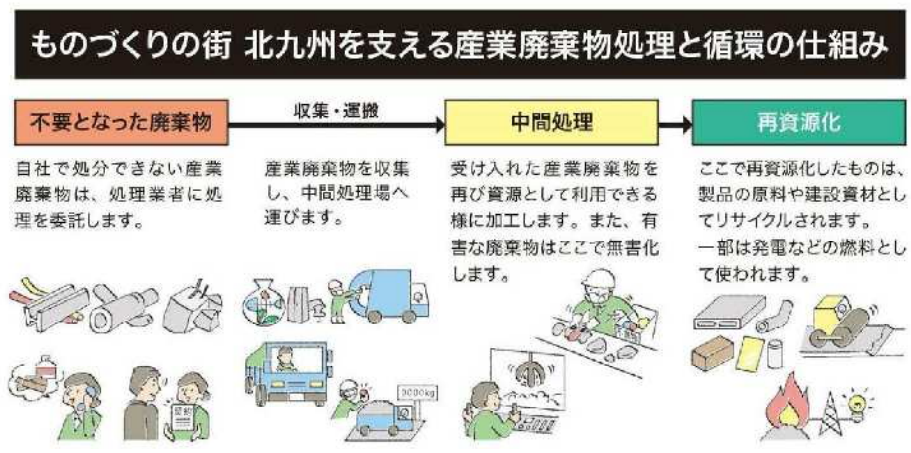 ものづくりの街 北九州を支える産業廃棄物処理と循環の仕組み
不要となった廃棄物
収集・運搬
中間処理
再資源化
自社で処分できない産業
廃棄物は、処理業者に処
理を委託します。
産業廃棄物を収集
し、中間処理場へ
運びます。
受け入れた産業廃棄物を
再び資源として利用できる
様に加工します。また、有
害な廃棄物はここで無害化
します。
ここで再資源化したものは、
製品の原料や建設資材とし
てリサイクルされます。
一部は発電などの燃料とし
て使われます。
契約
0000kg